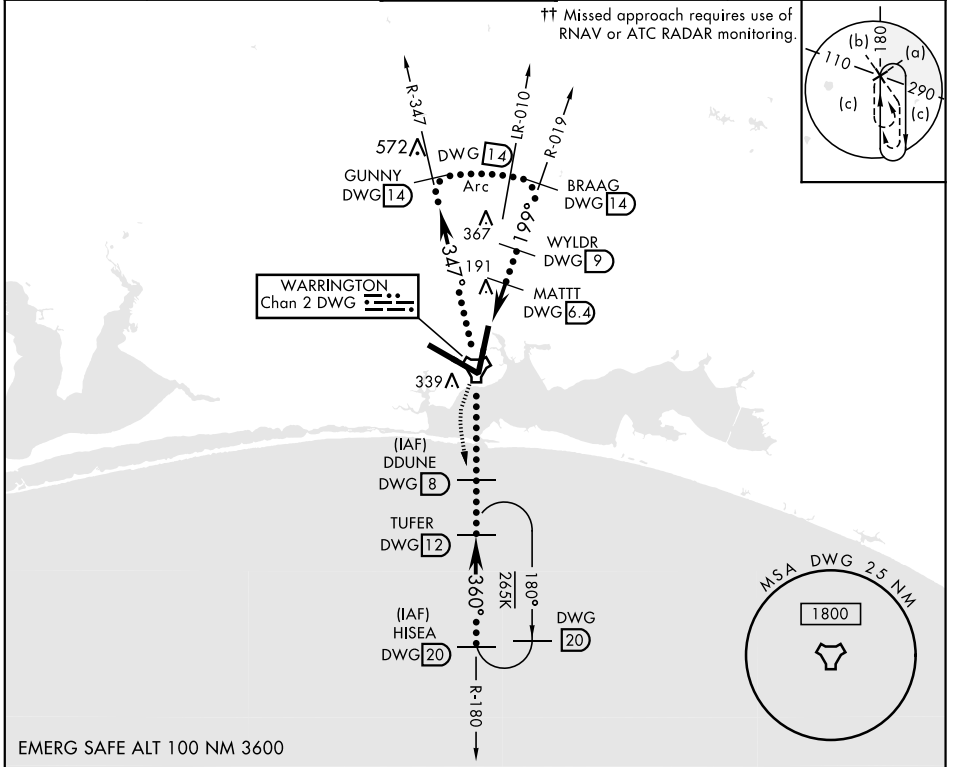 †† Missed approach requires use of
RNAV or ATC RADAR monitoring.
(b)
180
(a)
110
290
(c)
(c)
R-347
LR-010
R-019
572
DWG 14
Arc
GUNNY
DWG 14
BRAAG
DWG 14
367
199°
WYLDR
DWG 9
347°
191
MATTT
DWG 6.4
WARRINGTON
Chan 2 DWG
339
(IAF)
DDUNE
DWG 8
TUFER
DWG 12
360°
180°
265K
(IAF)
HISEA
DWG 20
DWG
20
R-180
MSA DWG 25 NM
1800
EMERG SAFE ALT 100 NM 3600